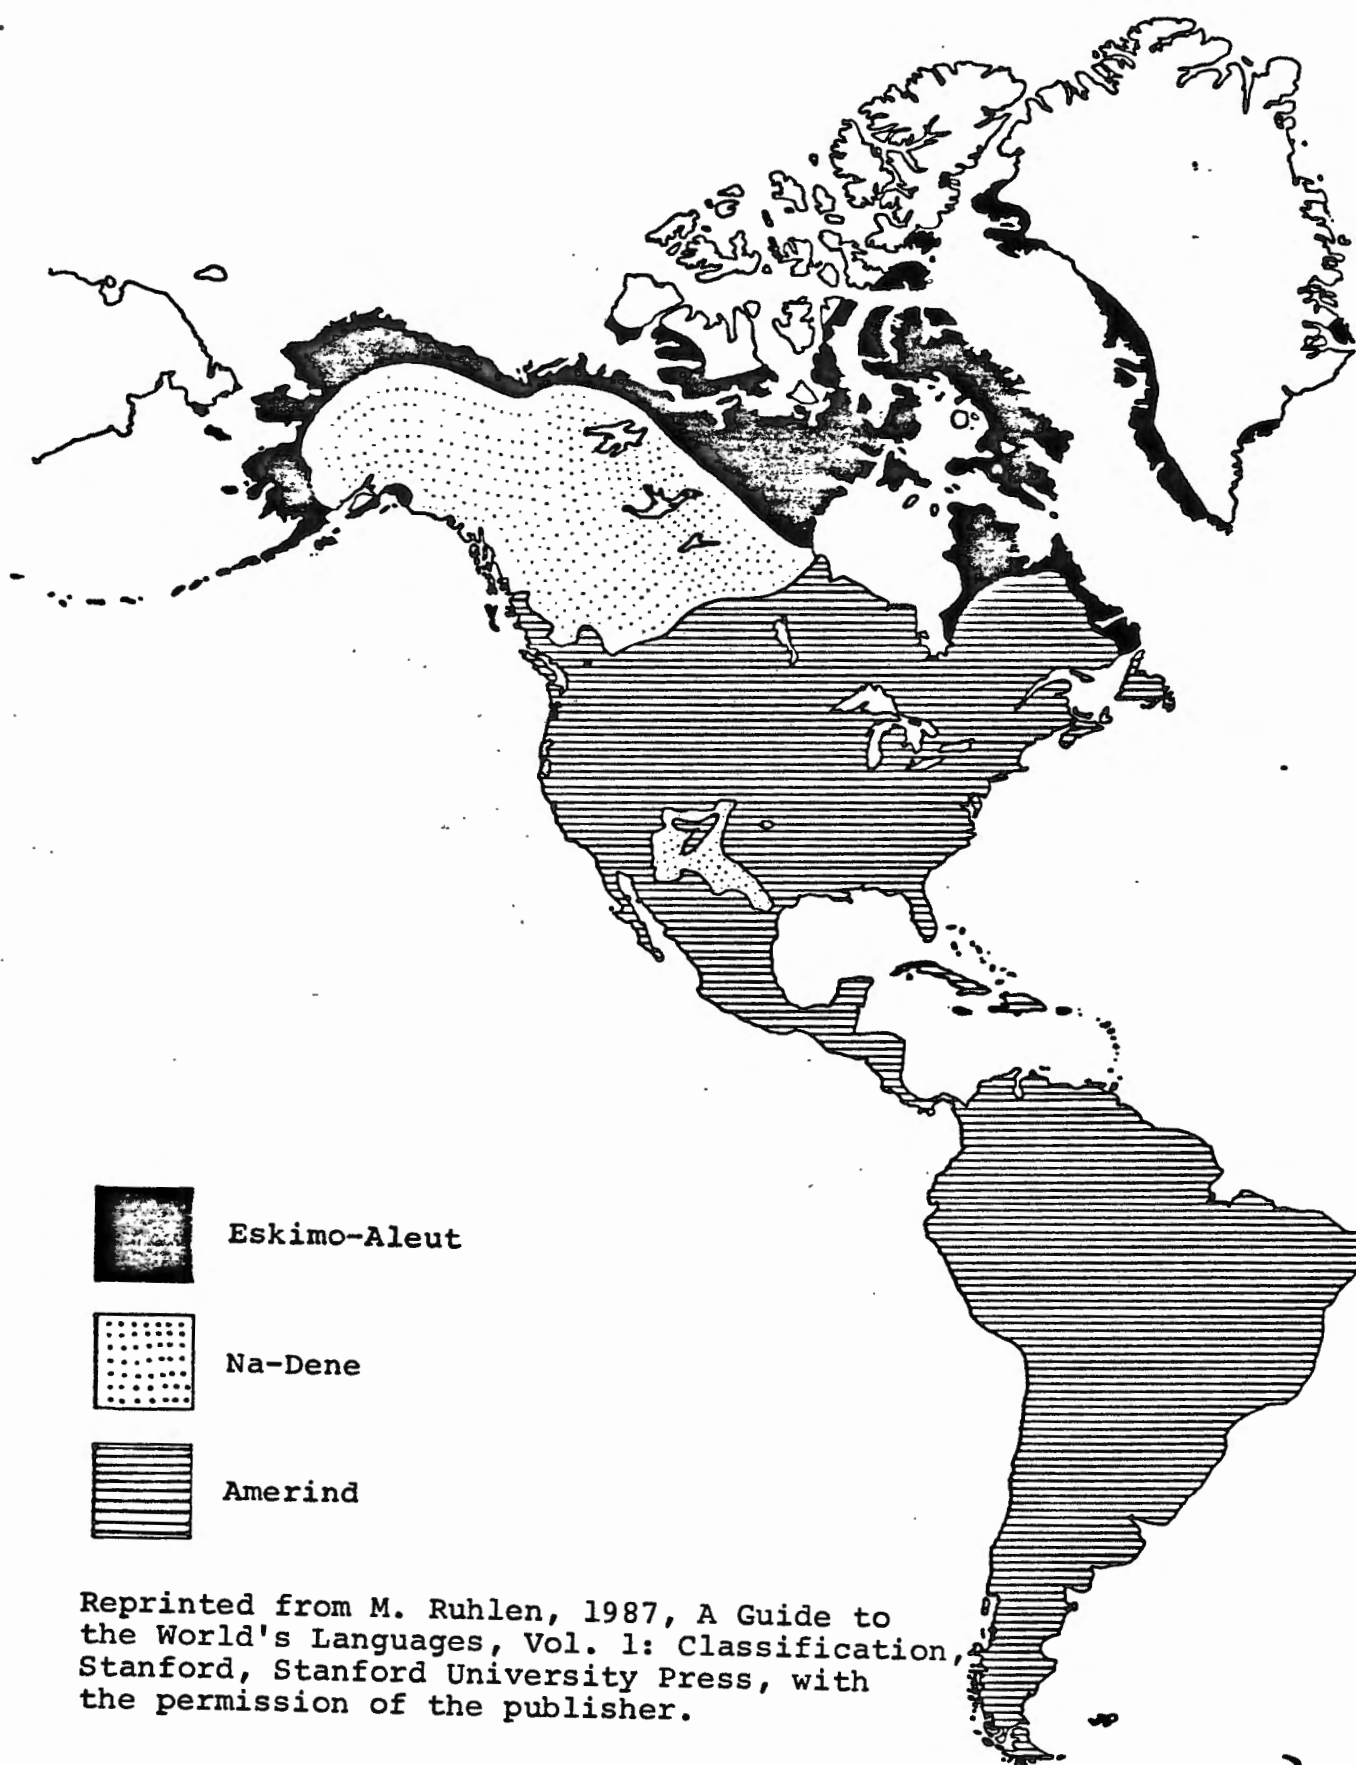 Eskimo-Aleut
Na-Dene
Amerind
Reprinted from M. Ruhlen, 1987, A Guide to
the World's Languages, Vol. 1: Classification,
Stanford, Stanford University Press, with
the permission of the publisher.